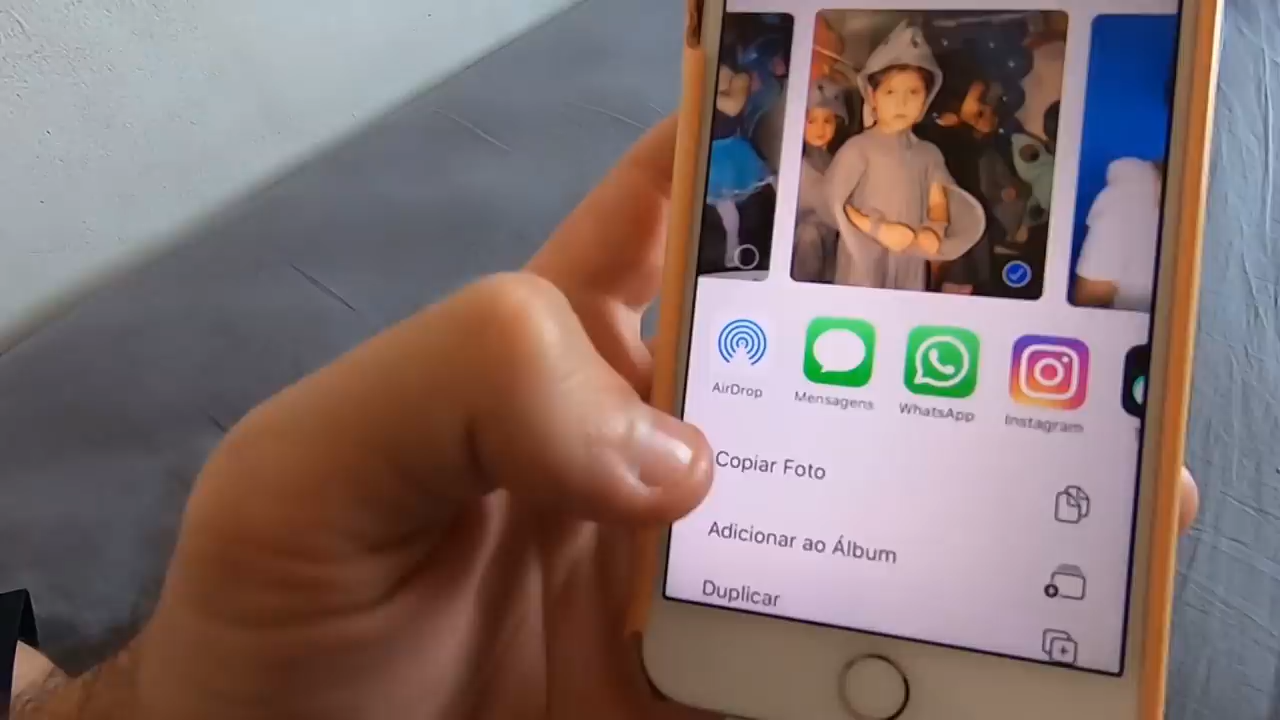 AirDrop
Mensagens
WhatsApp
Instagram
Copiar Foto
Adicionar ao Álbum
Duplicar